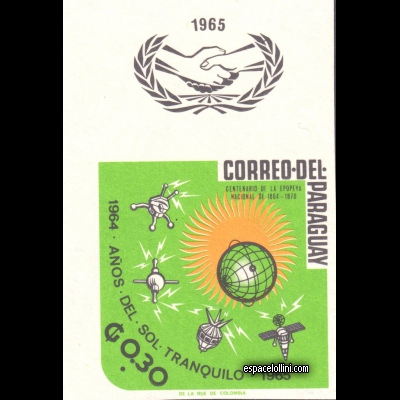 1965
CORREO·DEL·
PARAGUAY
CENTENARIO DE LA EPOPEYA
NACIONAL DE 1864 - 1870
1964 · AÑOS · DEL · SOL · TRANQUILO · 1965
₲ 0.30
DE LA RUE DE COLOMBIA
espacelollini.com